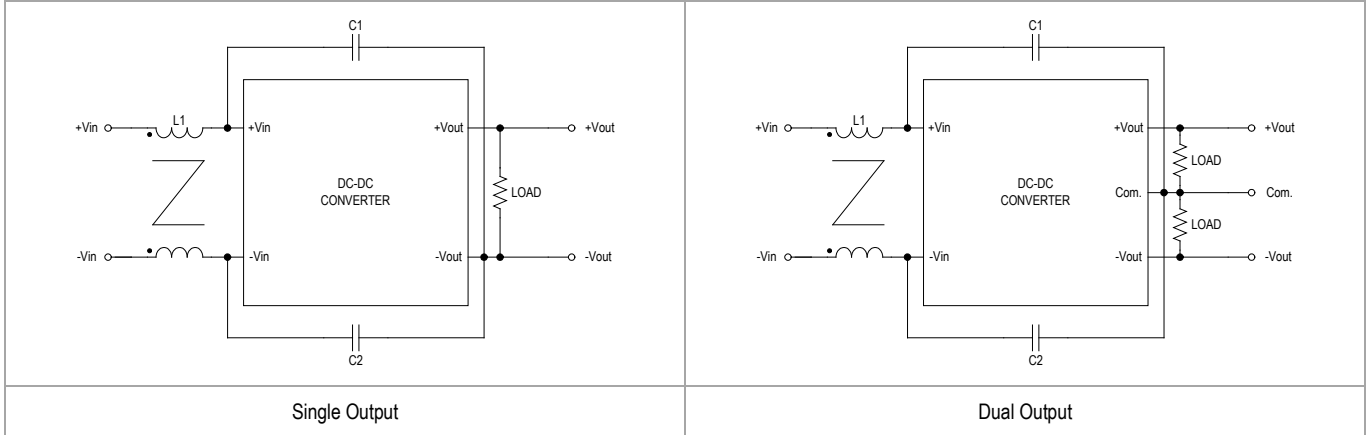 C1
+Vin
L1
+Vin
+Vout
+Vout
DC-DC
CONVERTER
LOAD
-Vin
-Vin
-Vout
-Vout
C2
Single Output
C1
+Vin
L1
+Vin
+Vout
+Vout
LOAD
DC-DC
CONVERTER
Com.
Com.
LOAD
-Vin
-Vin
-Vout
-Vout
C2
Dual Output